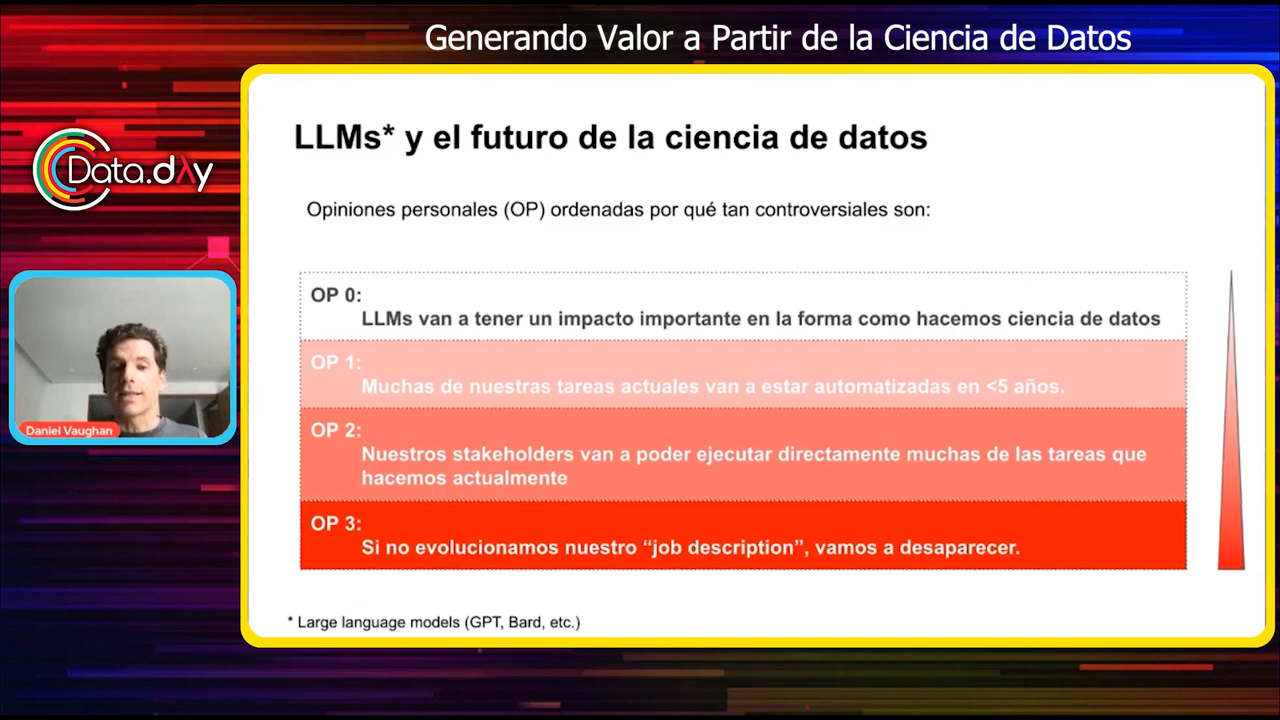 Generando Valor a Partir de la Ciencia de Datos
Data.dλy
LLMs* y el futuro de la ciencia de datos
Opiniones personales (OP) ordenadas por qué tan controversiales son:
OP 0:
LLMs van a tener un impacto importante en la forma como hacemos ciencia de datos
OP 1:
Muchas de nuestras tareas actuales van a estar automatizadas en <5 años.
OP 2:
Nuestros stakeholders van a poder ejecutar directamente muchas de las tareas que
hacemos actualmente
OP 3:
Si no evolucionamos nuestro “job description”, vamos a desaparecer.
* Large language models (GPT, Bard, etc.)
Daniel Vaughan